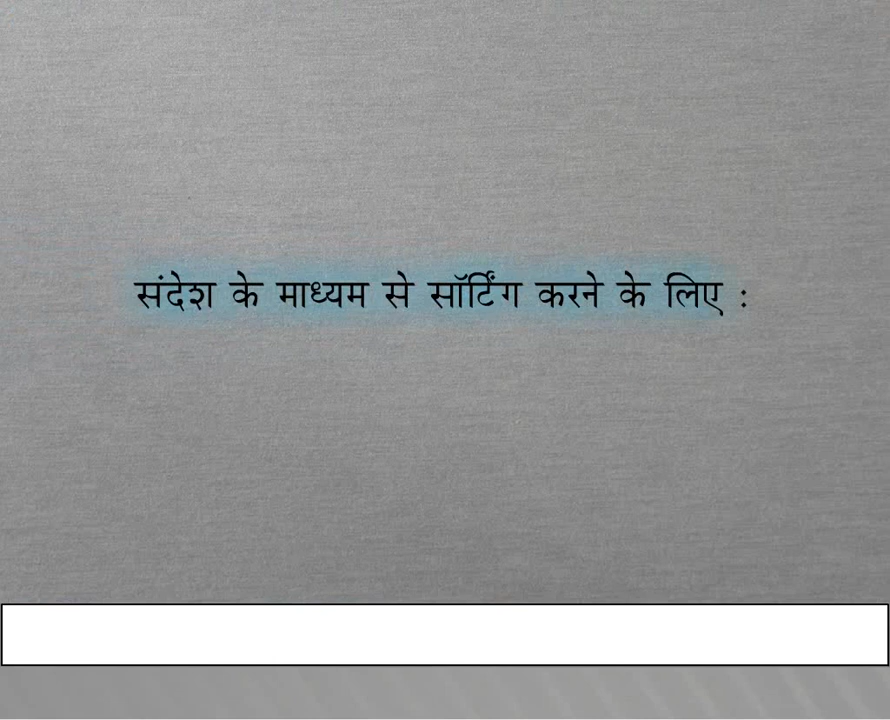 संदेश के माध्यम से सॉर्टिंग करने के लिए :